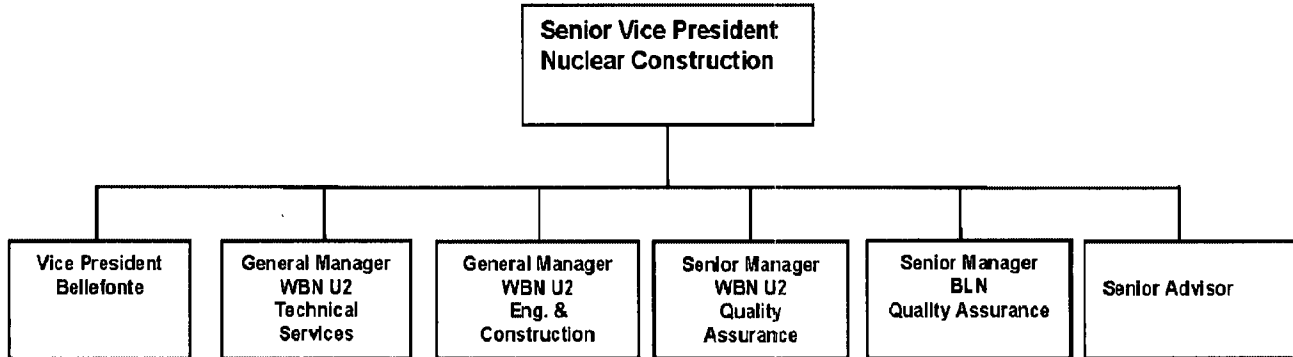 Senior Vice President
Nuclear Construction
Vice President
Bellefonte
General Manager
WBN U2
Technical
Services
General Manager
WBN U2
Eng. &
Construction
Senior Manager
WBN U2
Quality
Assurance
Senior Manager
BLN
Quality Assurance
Senior Advisor